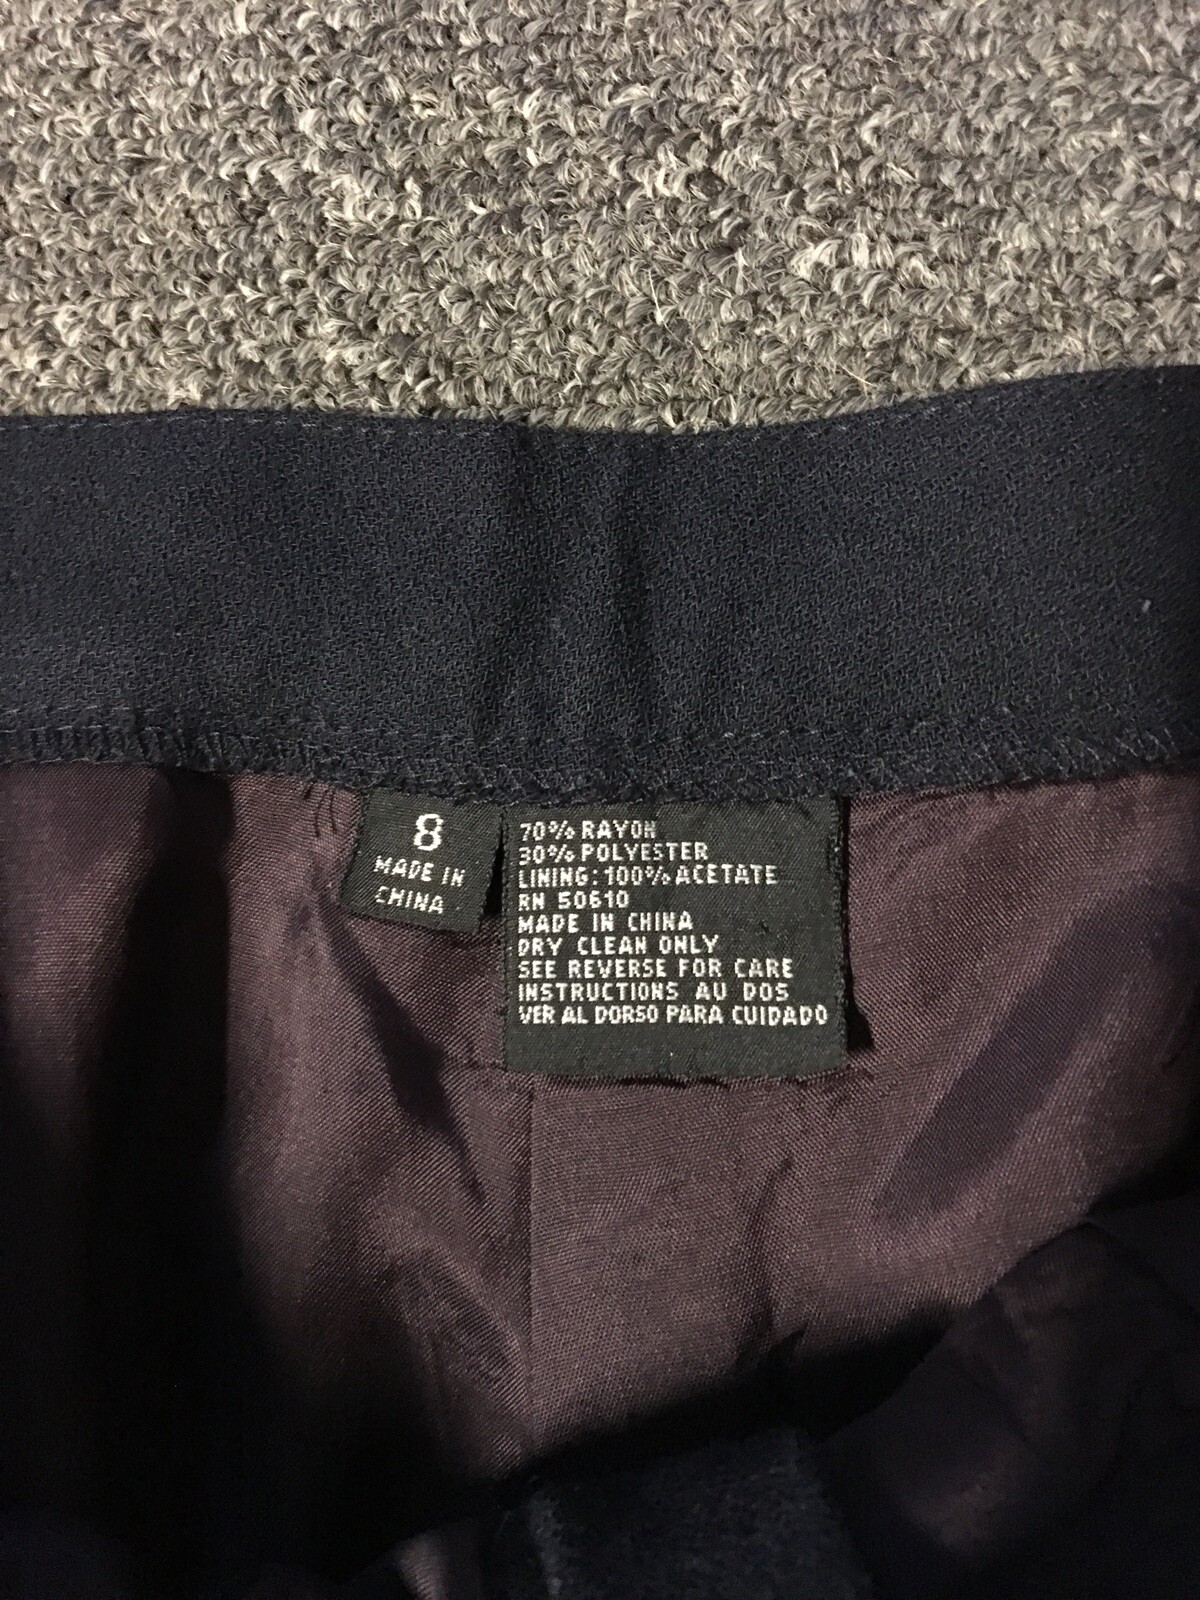 8
MADE IN
CHINA
70% RAYON
30% POLYESTER
LINING: 100% ACETATE
RN 50610
MADE IN CHINA
DRY CLEAN ONLY
SEE REVERSE FOR CARE
INSTRUCTIONS AU DOS
VER AL DORSO PARA CUIDADO